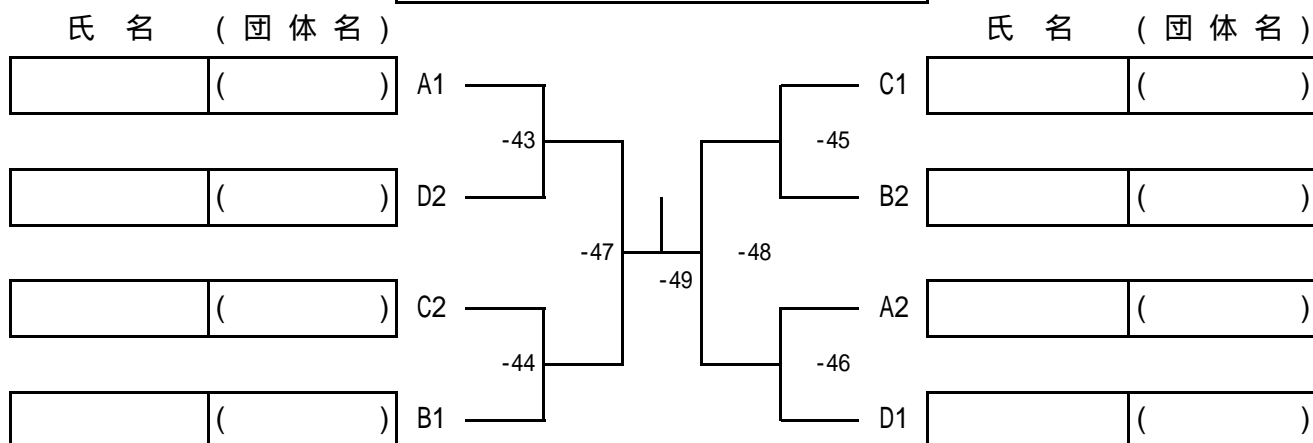 氏 名 ( 団 体 名 ) 氏 名 ( 団 体 名 )
( ) A1 C1 ( )
-43 -45
( ) D2 B2 ( )
-47 -48
-49
( ) C2 A2 ( )
-44 -46
( ) B1 D1 ( )